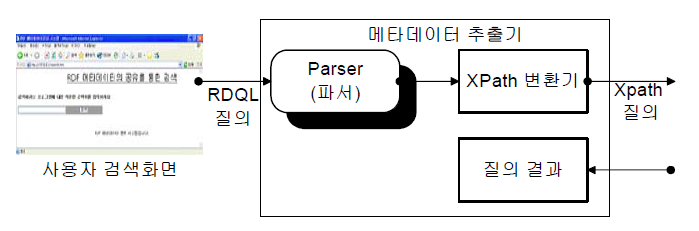 메타데이터 추출기
RDF 메타데이터의 공유를 통한 검색
Parser
(파서)
XPath 변환기
RDQL
질의
Xpath
질의
사용자 검색화면
질의 결과